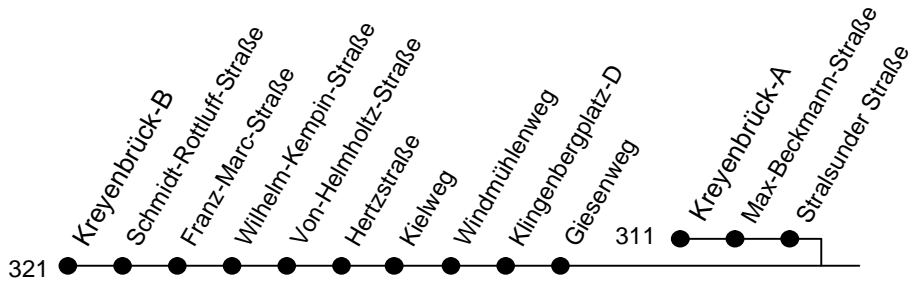 321
Kreyenbrück-B
Schmidt-Rottluff-Straße
Franz-Marc-Straße
Wilhelm-Kempin-Straße
Von-Helmholtz-Straße
Hertzstraße
Kielweg
Windmühlenweg
Klingenbergplatz-D
Giesenweg
311
Kreyenbrück-A
Max-Beckmann-Straße
Stralsunder Straße